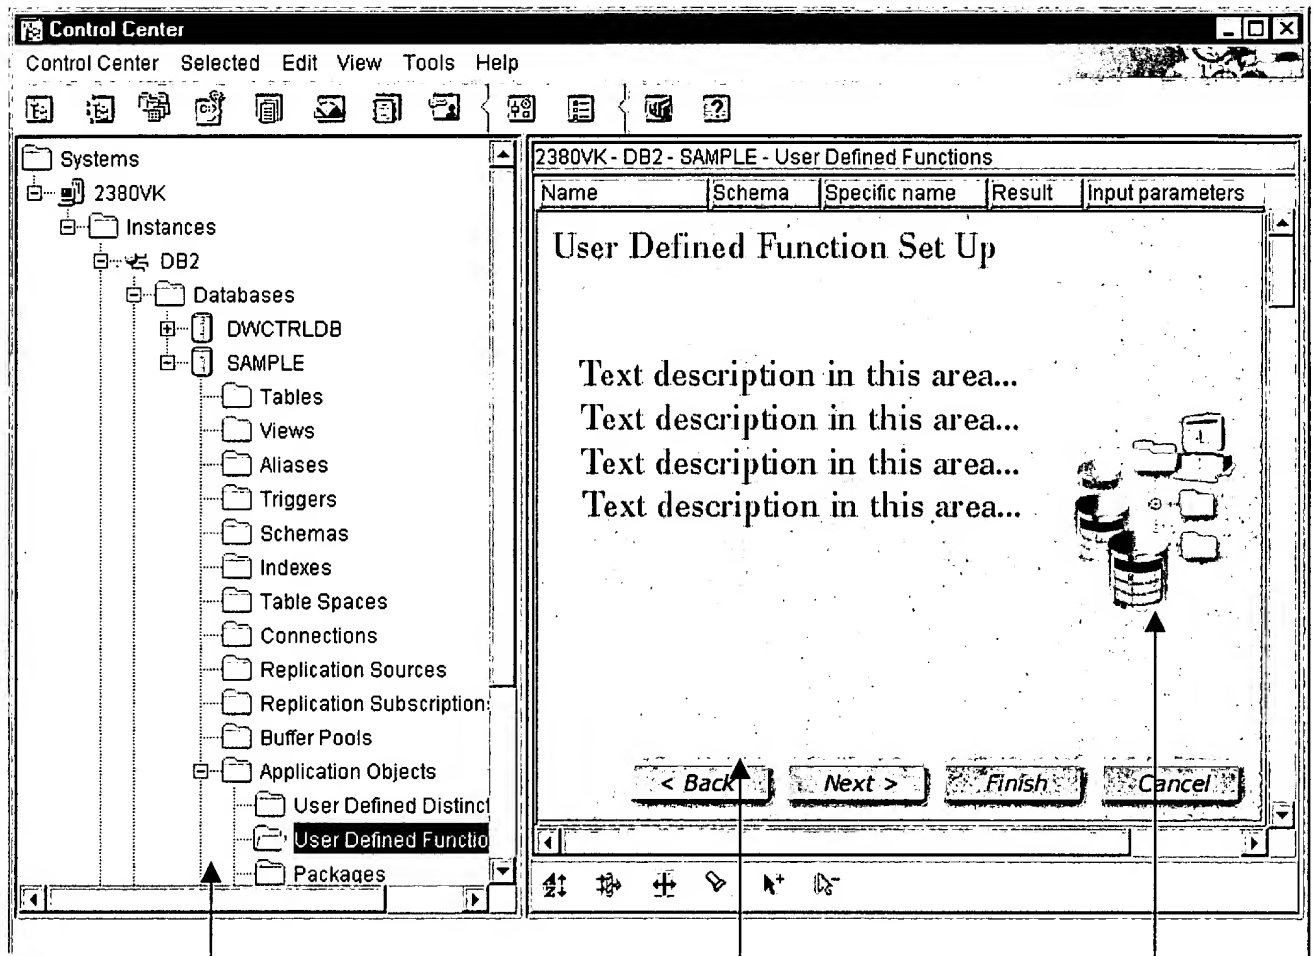 Control Center
Control Center Selected Edit View Tools Help
Systems
2380VK
Instances
DB2
Databases
DWCTRLDB
SAMPLE
Tables
Views
Aliases
Triggers
Schemas
Indexes
Table Spaces
Connections
Replication Sources
Replication Subscription
Buffer Pools
Application Objects
User Defined Distinct
User Defined Functio
Packages
2380VK - DB2 - SAMPLE - User Defined Functions
Name Schema Specific name Result Input parameters
User Defined Function Set Up
Text description in this area...
Text description in this area...
Text description in this area...
Text description in this area...
< Back Next > Finish Cancel